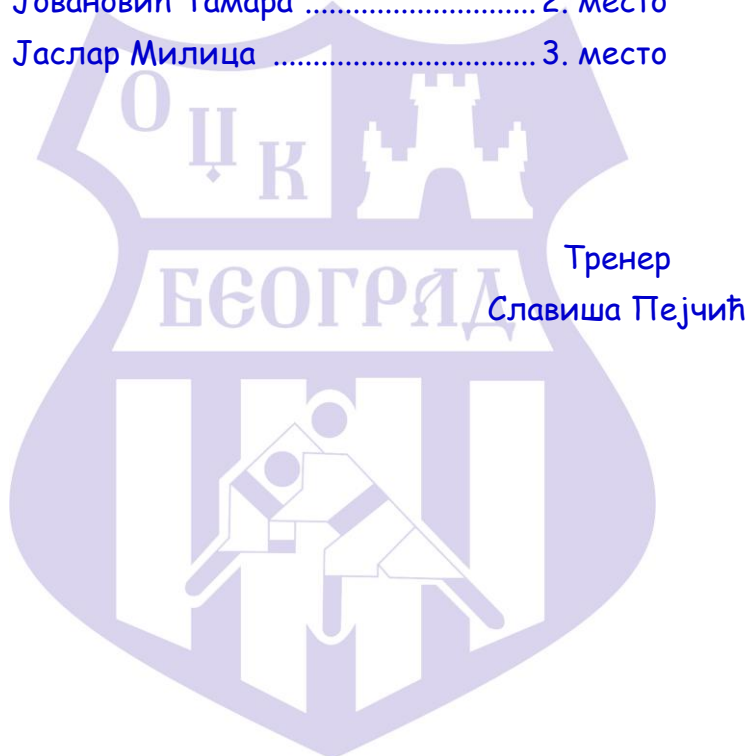 Јовановић Тамара ............................. 2. место
Јаслар Милица ................................. 3. место
О Џ К
БЕОГРАД
Тренер
Славиша Пејчић